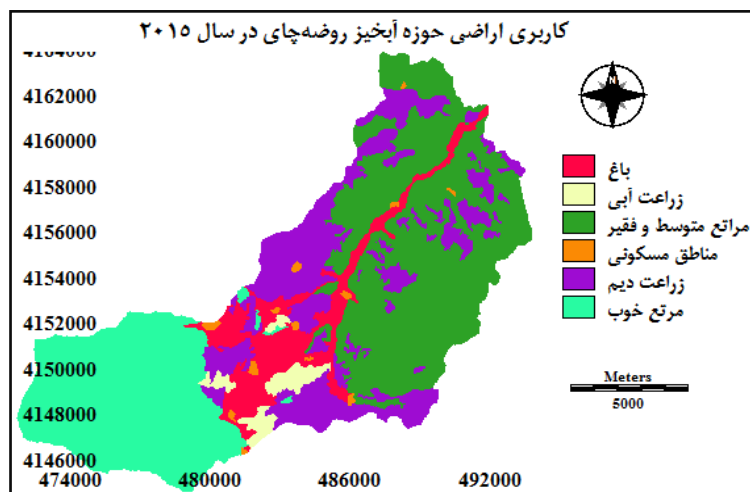 کاربری اراضی حوزه آبخیز روضه‌چای در سال ۲۰۱۵
4164000
4162000
4160000
4158000
4156000
4154000
4152000
4150000
4148000
4146000
474000 480000 486000 492000
N
باغ
زراعت آبی
مراتع متوسط و فقیر
مناطق مسکونی
زراعت دیم
مرتع خوب
Meters
5000